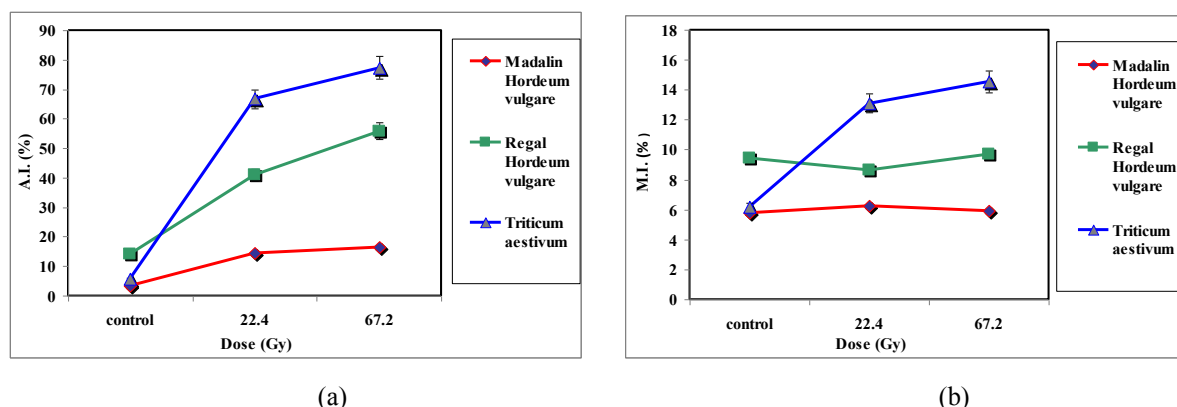 90
80
70
60
50
40
30
20
10
0
A.I. (%)
control
22.4
67.2
Dose (Gy)
Madalin
Hordeum
vulgare
Regal
Hordeum
vulgare
Triticum
aestivum
(a)
18
16
14
12
10
8
6
4
2
0
M.I. (%)
control
22.4
67.2
Dose (Gy)
Madalin
Hordeum
vulgare
Regal
Hordeum
vulgare
Triticum
aestivum
(b)